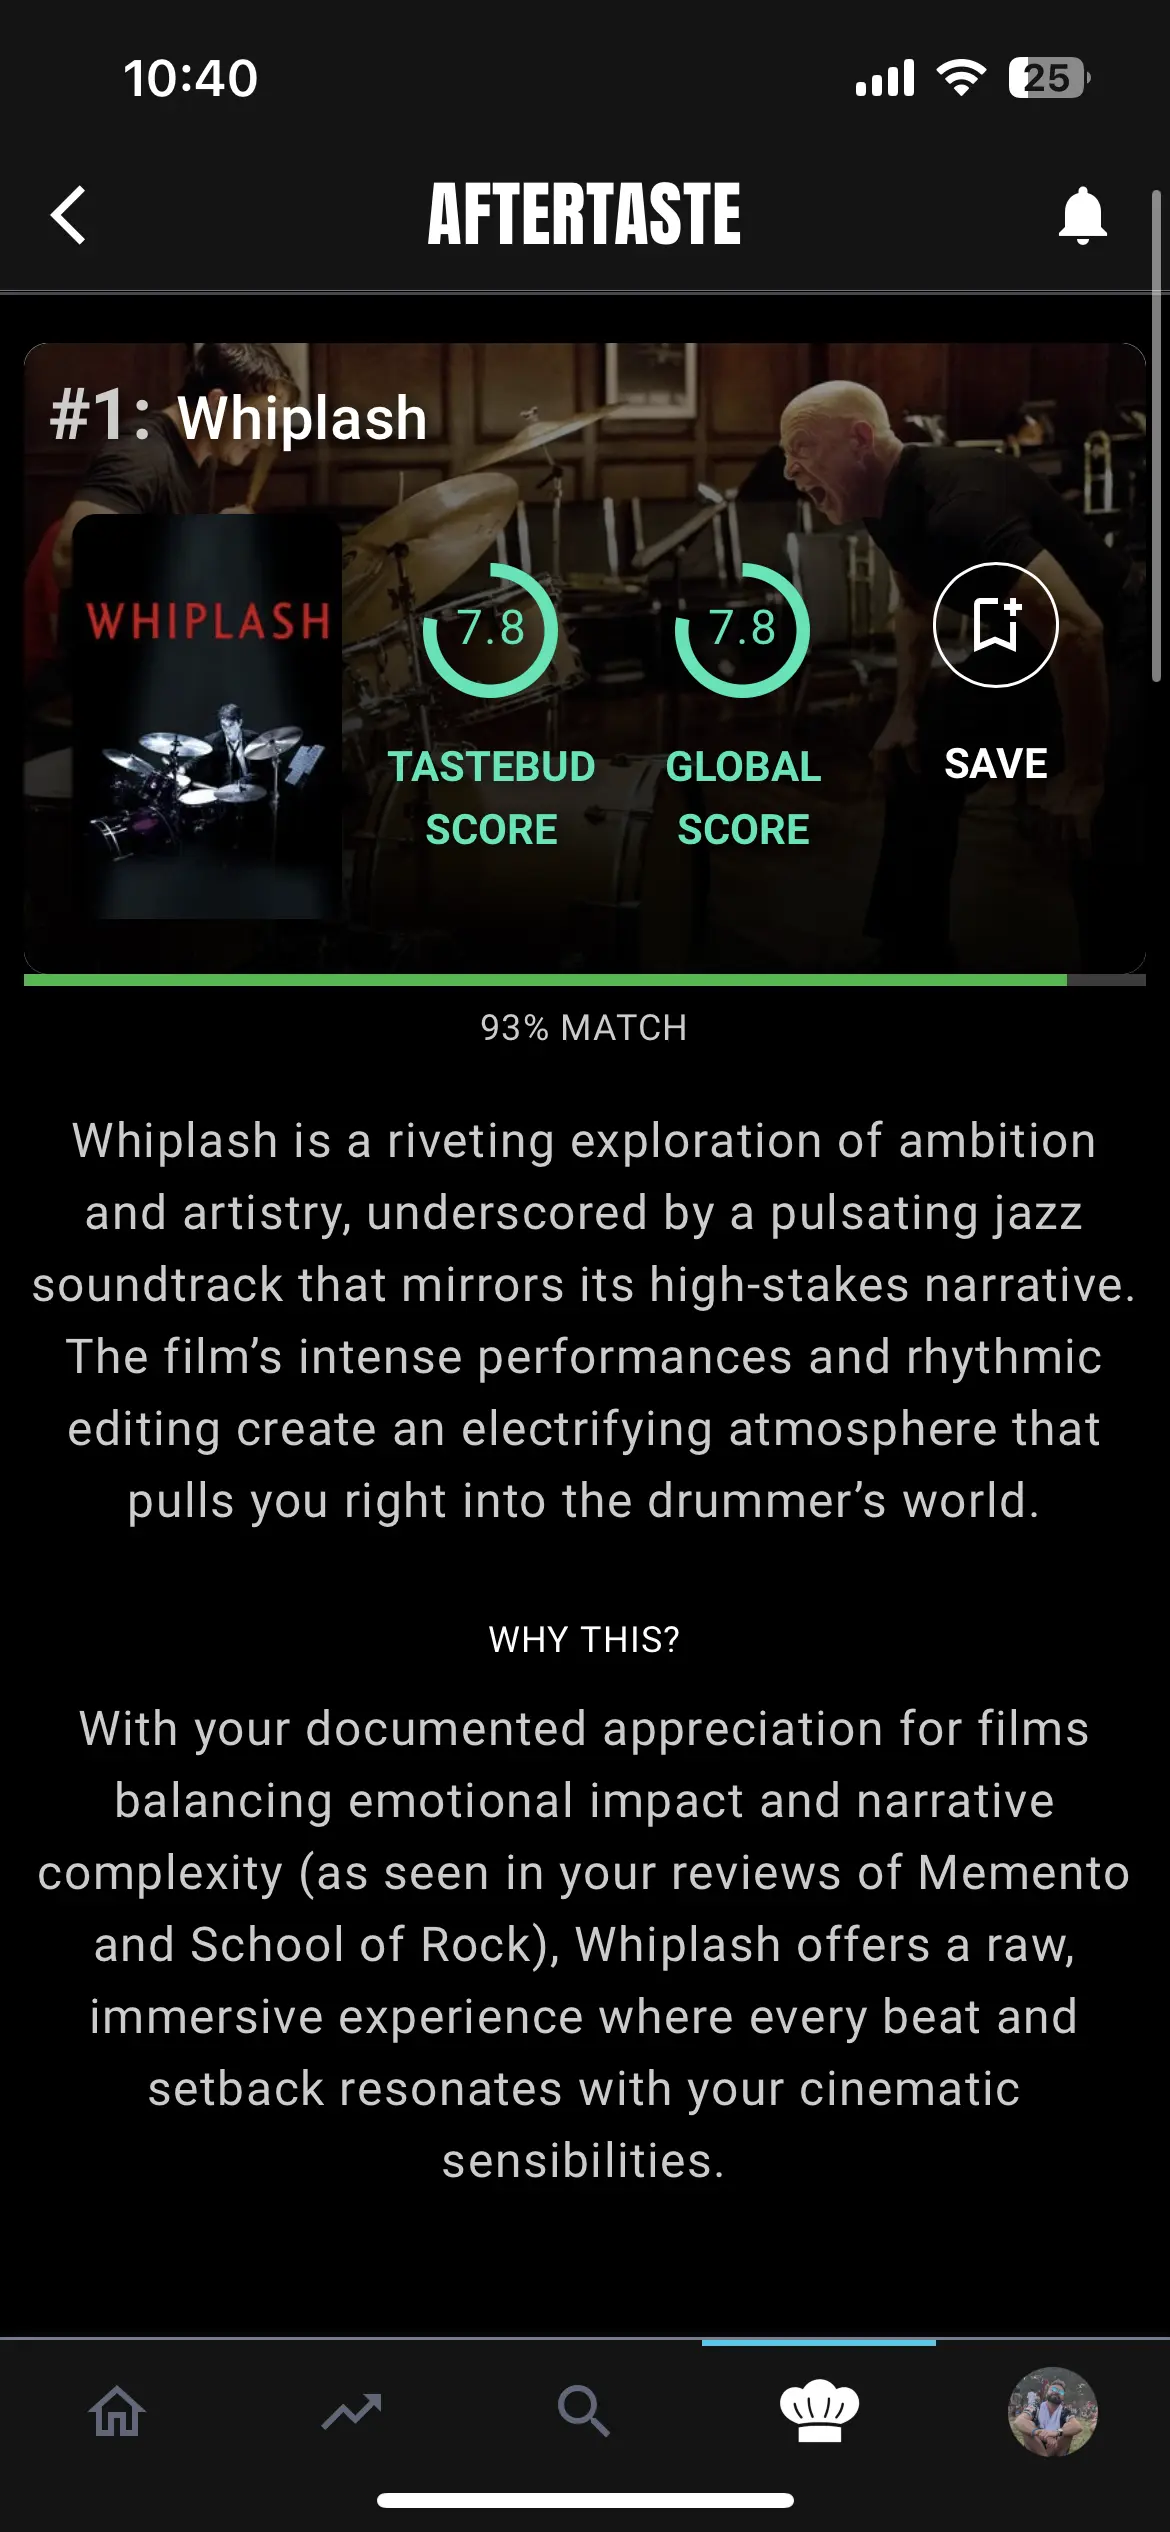 10:40
25
AFTERTASTE
#1: Whiplash
WHIPLASH
7.8
7.8
TASTEBUD
SCORE
GLOBAL
SCORE
SAVE
93% MATCH
Whiplash is a riveting exploration of ambition
and artistry, underscored by a pulsating jazz
soundtrack that mirrors its high-stakes narrative.
The film’s intense performances and rhythmic
editing create an electrifying atmosphere that
pulls you right into the drummer’s world.
WHY THIS?
With your documented appreciation for films
balancing emotional impact and narrative
complexity (as seen in your reviews of Memento
and School of Rock), Whiplash offers a raw,
immersive experience where every beat and
setback resonates with your cinematic
sensibilities.